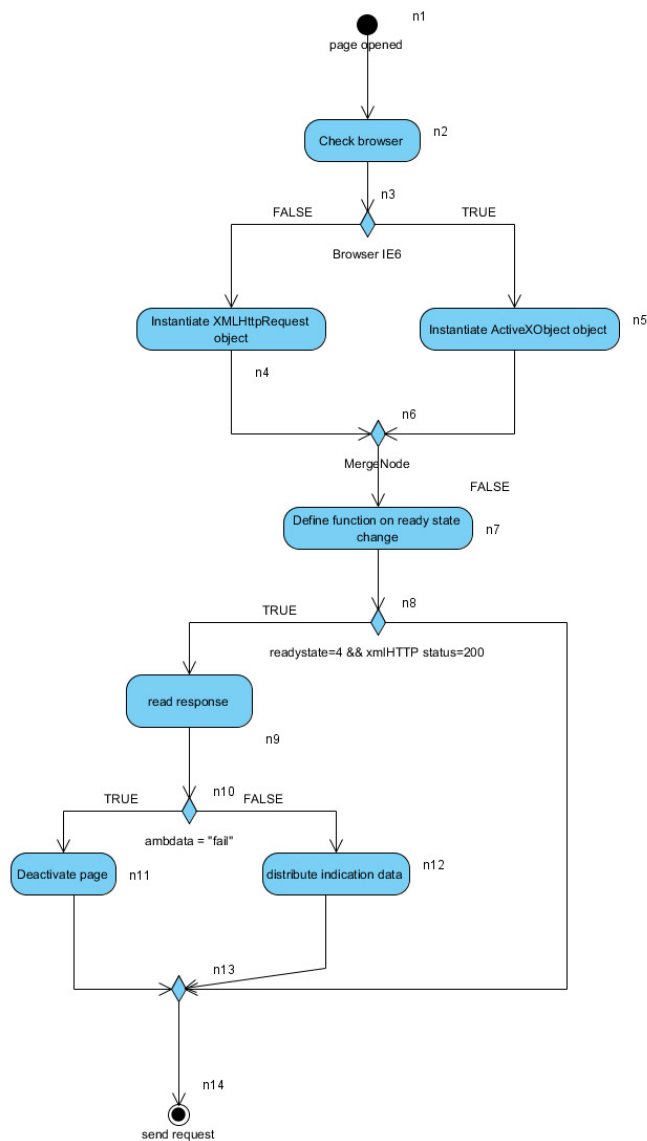 n1
page opened
n2
Check browser
n3
FALSE
TRUE
Browser IE6
Instantiate XMLHttpRequest
object
Instantiate ActiveXObject object
n5
n4
n6
MergeNode
FALSE
Define function on ready state
change
n7
n8
TRUE
readystate=4 && xmlHTTP status=200
read response
n9
n10
TRUE
FALSE
ambdata = "fail"
Deactivate page
n11
distribute indication data
n12
n13
n14
send request